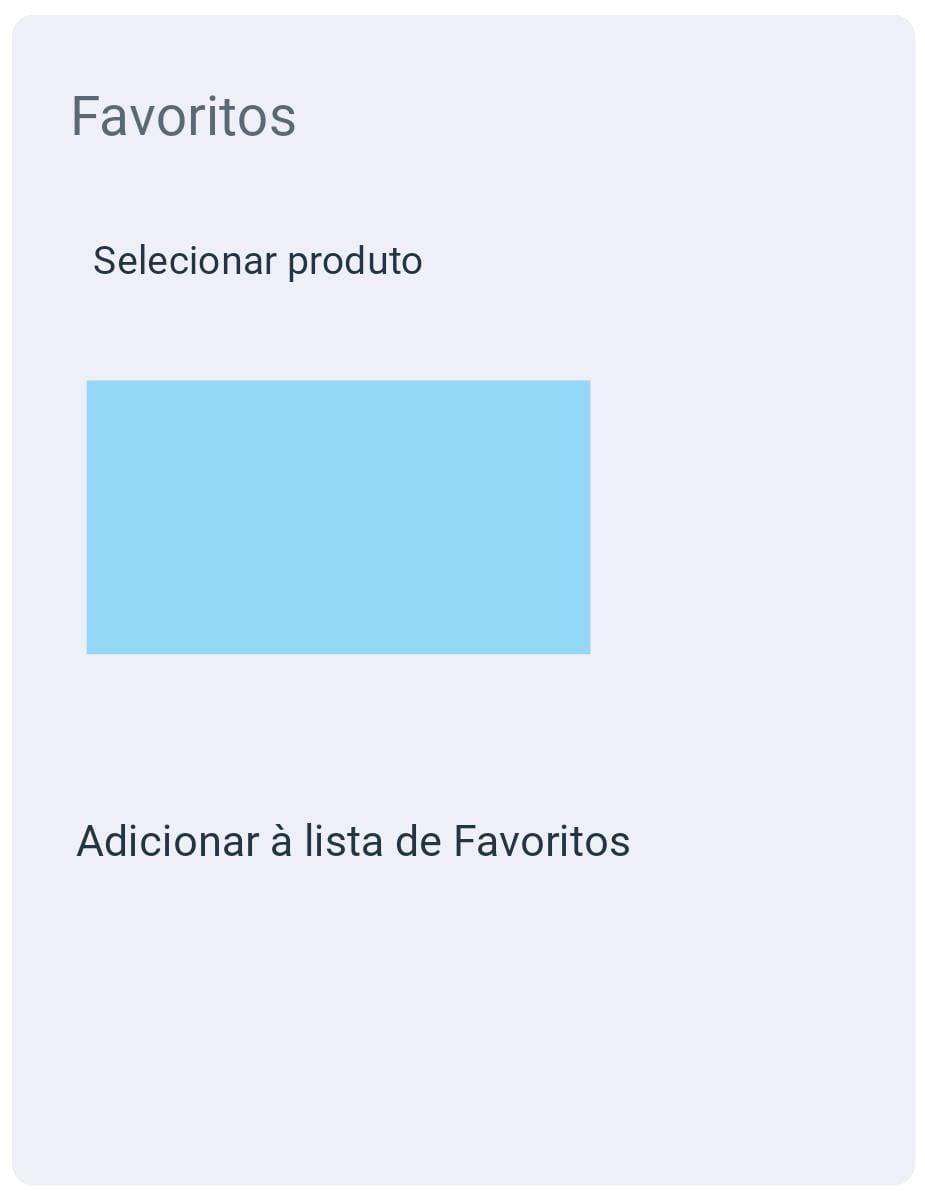 Favoritos
Selecionar produto
Adicionar à lista de Favoritos